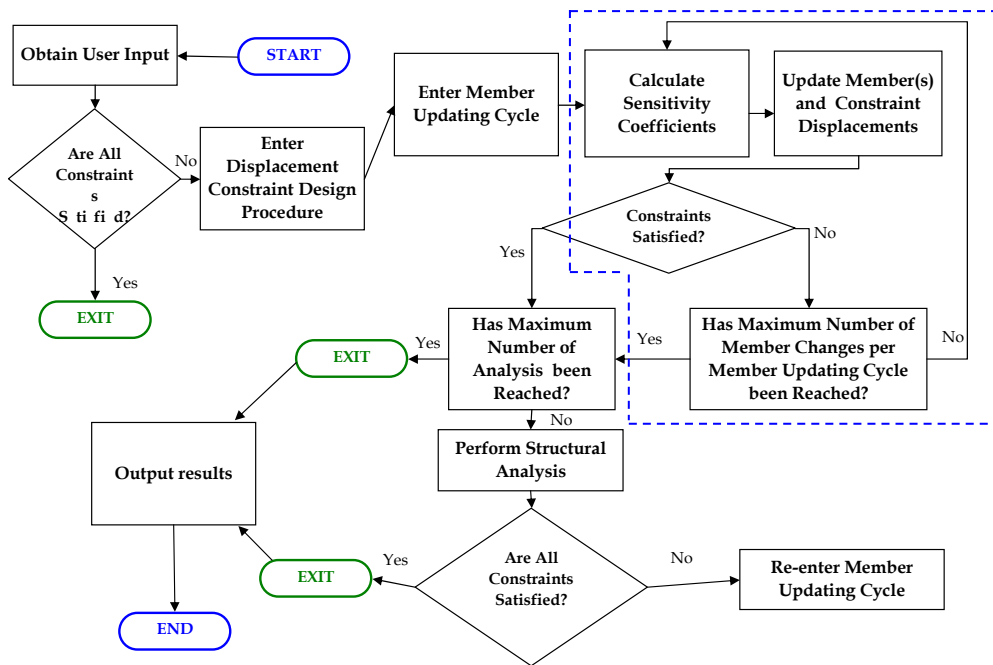 START
Obtain User Input
Are All
Constraint
s
S ti fi d?
No
Yes
EXIT
Enter
Displacement
Constraint Design
Procedure
Enter Member
Updating Cycle
Calculate
Sensitivity
Coefficients
Update Member(s)
and Constraint
Displacements
Constraints
Satisfied?
Yes
No
Has Maximum Number of
Member Changes per
Member Updating Cycle
been Reached?
No
Yes
Has Maximum
Number of
Analysis been
Reached?
Yes
EXIT
No
Output results
Perform Structural
Analysis
Are All
Constraints
Satisfied?
Yes
EXIT
No
Re-enter Member
Updating Cycle
END